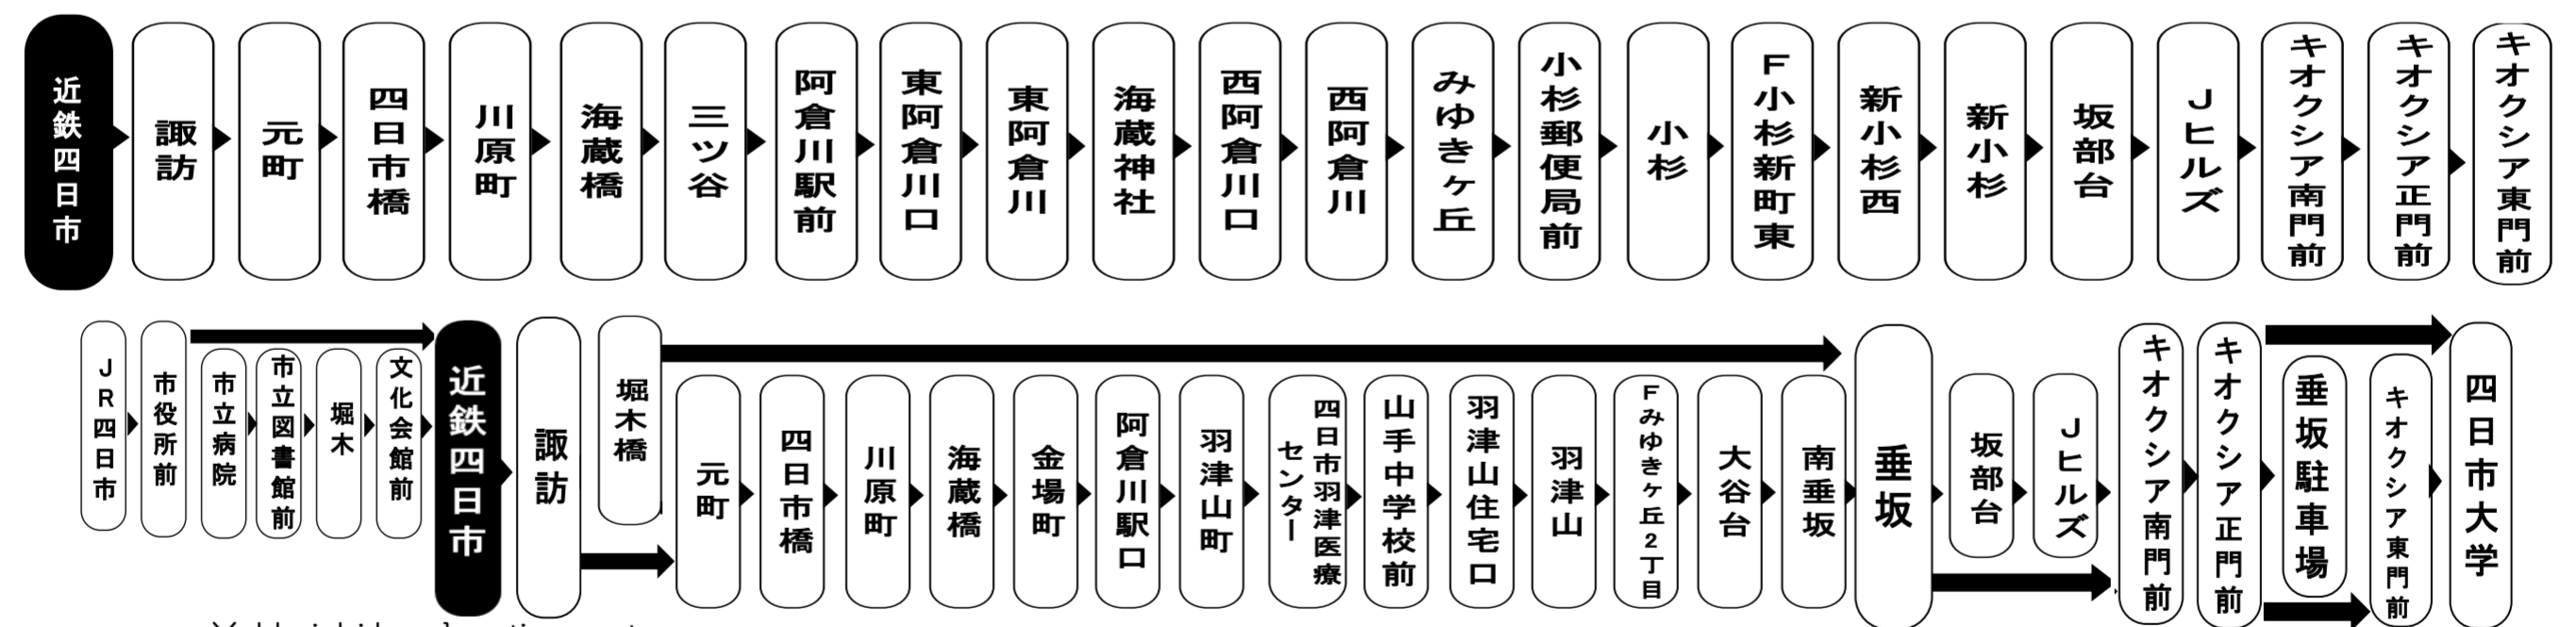 近鉄四日市
諏訪
元町
四日市橋
川原町
海蔵橋
三ツ谷
阿倉川駅前
東阿倉川口
東阿倉川
海蔵神社
西阿倉川口
西阿倉川
みゆきヶ丘
小杉郵便局前
小杉
F小杉新町東
新小杉西
新小杉
坂部台
Jヒルズ
キオクシア南門前
キオクシア正門前
キオクシア東門前
JR四日市
市役所前
市立病院
市立図書館前
堀木
文化会館前
近鉄四日市
諏訪
堀木橋
元町
四日市橋
川原町
海蔵橋
金場町
阿倉川駅口
羽津山町
四日市羽津医療
センター
山手中学校前
羽津山住宅口
羽津山
Fみゆきヶ丘2丁目
大谷台
南垂坂
垂坂
坂部台
Jヒルズ
キオクシア南門前
キオクシア正門前
垂坂駐車場
キオクシア東門前
四日市大学